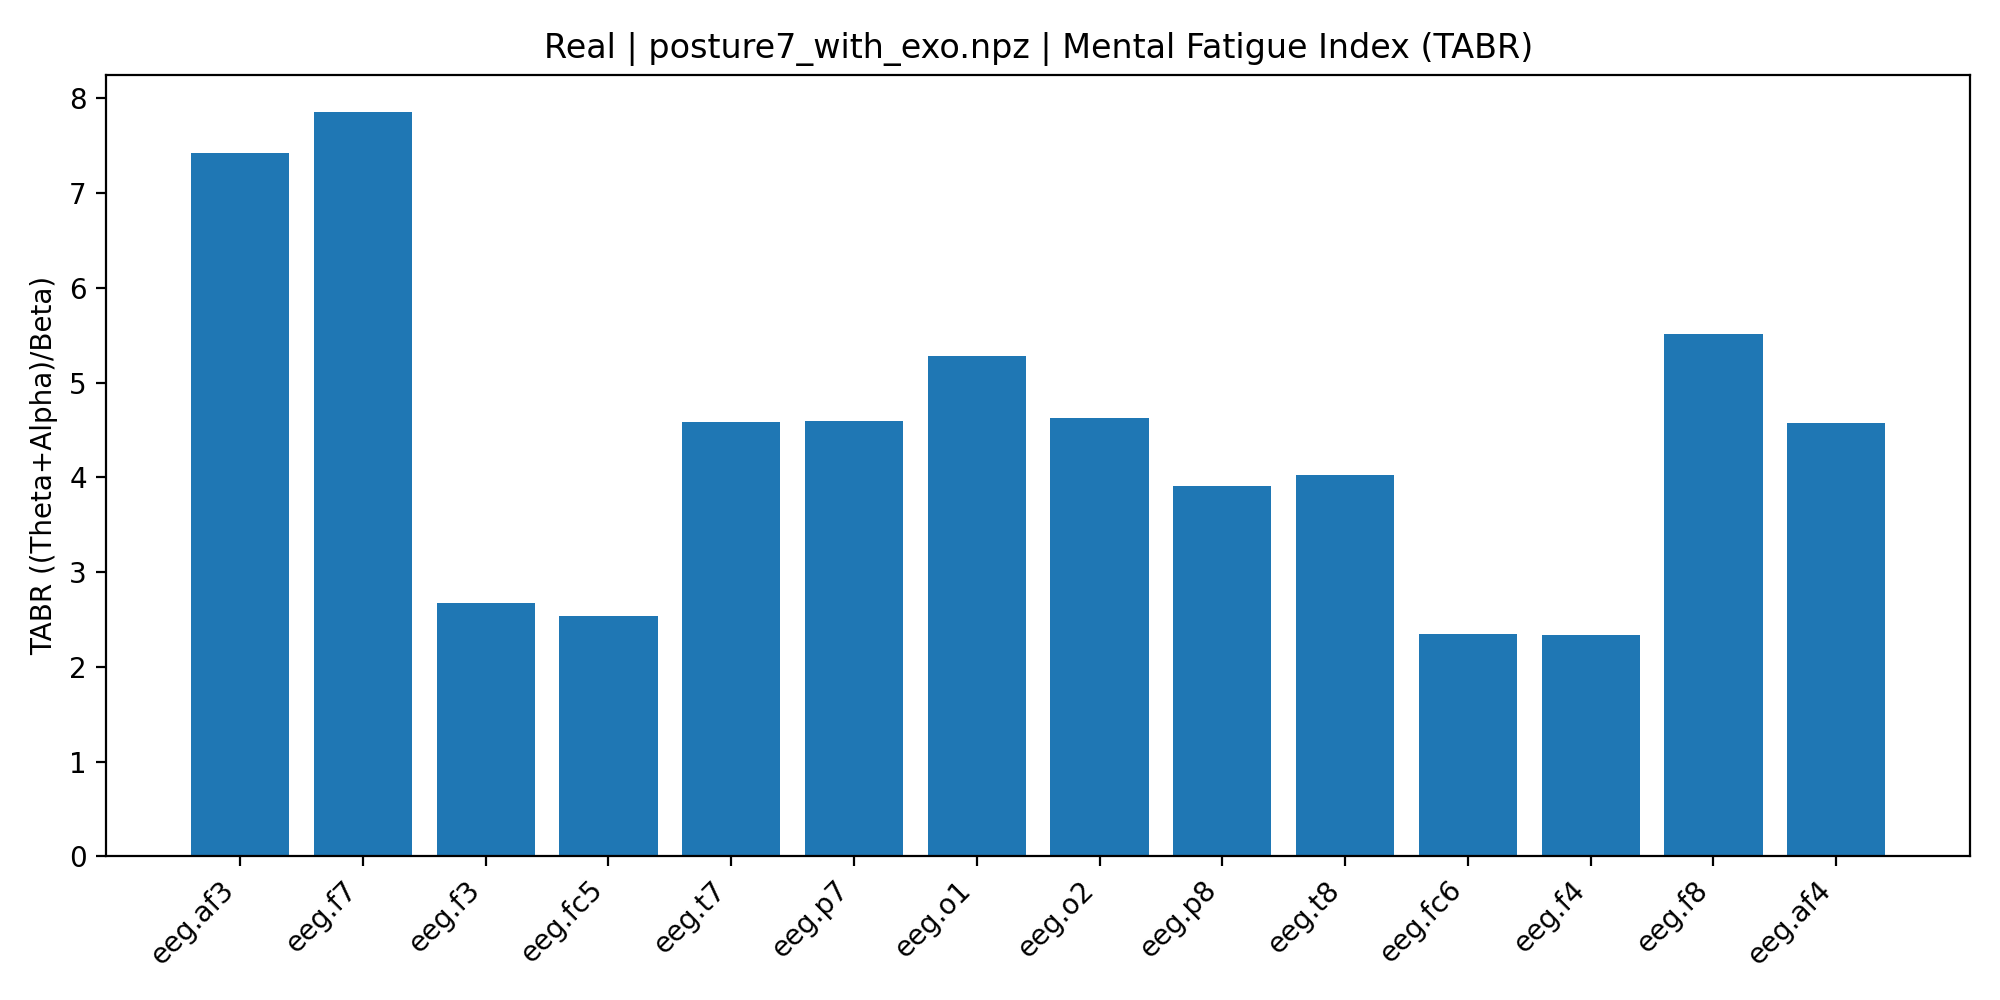 Real | posture7_with_exo.npz | Mental Fatigue Index (TABR)
TABR ((Theta+Alpha)/Beta)
8
7
6
5
4
3
2
1
0
eeg.af3
eeg.f7
eeg.f3
eeg.fc5
eeg.t7
eeg.p7
eeg.o1
eeg.o2
eeg.p8
eeg.t8
eeg.fc6
eeg.f4
eeg.f8
eeg.af4